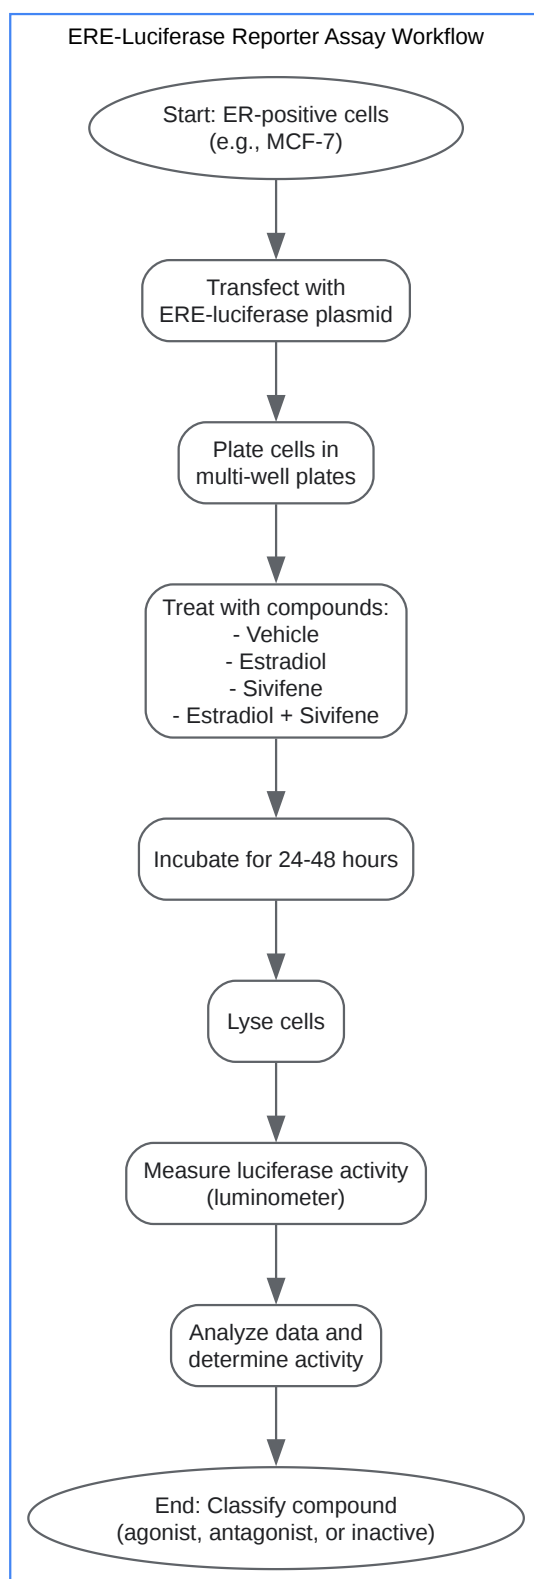 ERE-Luciferase Reporter Assay Workflow
Start: ER-positive cells
(e.g., MCF-7)
Transfect with
ERE-luciferase plasmid
Plate cells in
multi-well plates
Treat with compounds:
- Vehicle
- Estradiol
- Sivifene
- Estradiol + Sivifene
Incubate for 24-48 hours
Lyse cells
Measure luciferase activity
(luminometer)
Analyze data and
determine activity
End: Classify compound
(agonist, antagonist, or inactive)